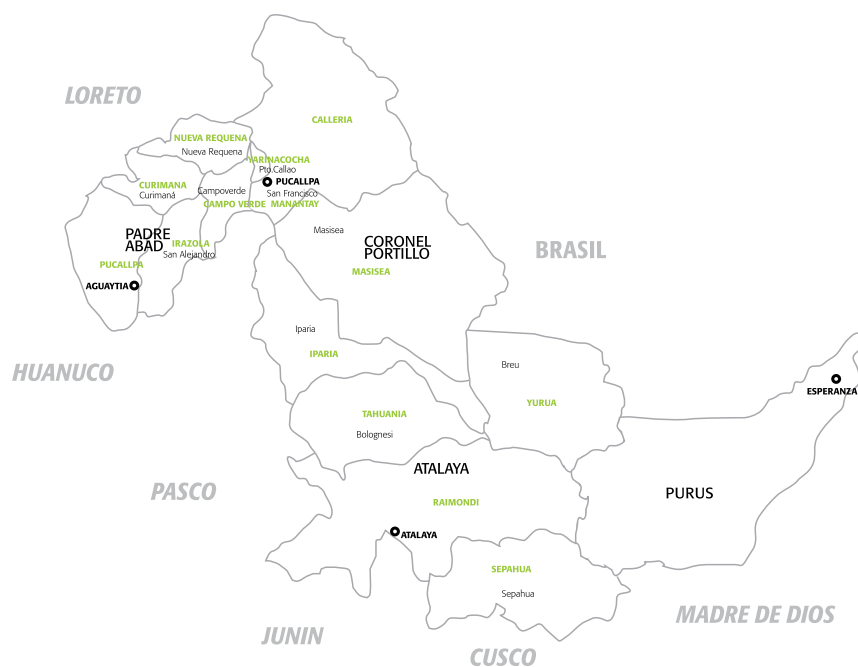 LORETO
CALLERIA
NUEVA REQUENA
Nueva Requena
YARINACOCHA
Pto.Callao
PUCALLPA
San Francisco
CURIMANA
Curimaná
Campoverde
CAMPO VERDE
MANANTAY
PADRE
ABAD
IRAZOLA
San Alejandro
PUCALLPA
AGUAYTIA
Masisea
CORONEL
PORTILLO
MASISEA
BRASIL
Iparia
IPARIA
HUANUCO
Breu
YURUA
ESPERANZA
TAHUANIA
Bolognesi
ATALAYA
RAIMONDI
PURUS
PASCO
ATALAYA
SEPAHUA
Sepahua
MADRE DE DIOS
JUNIN
CUSCO